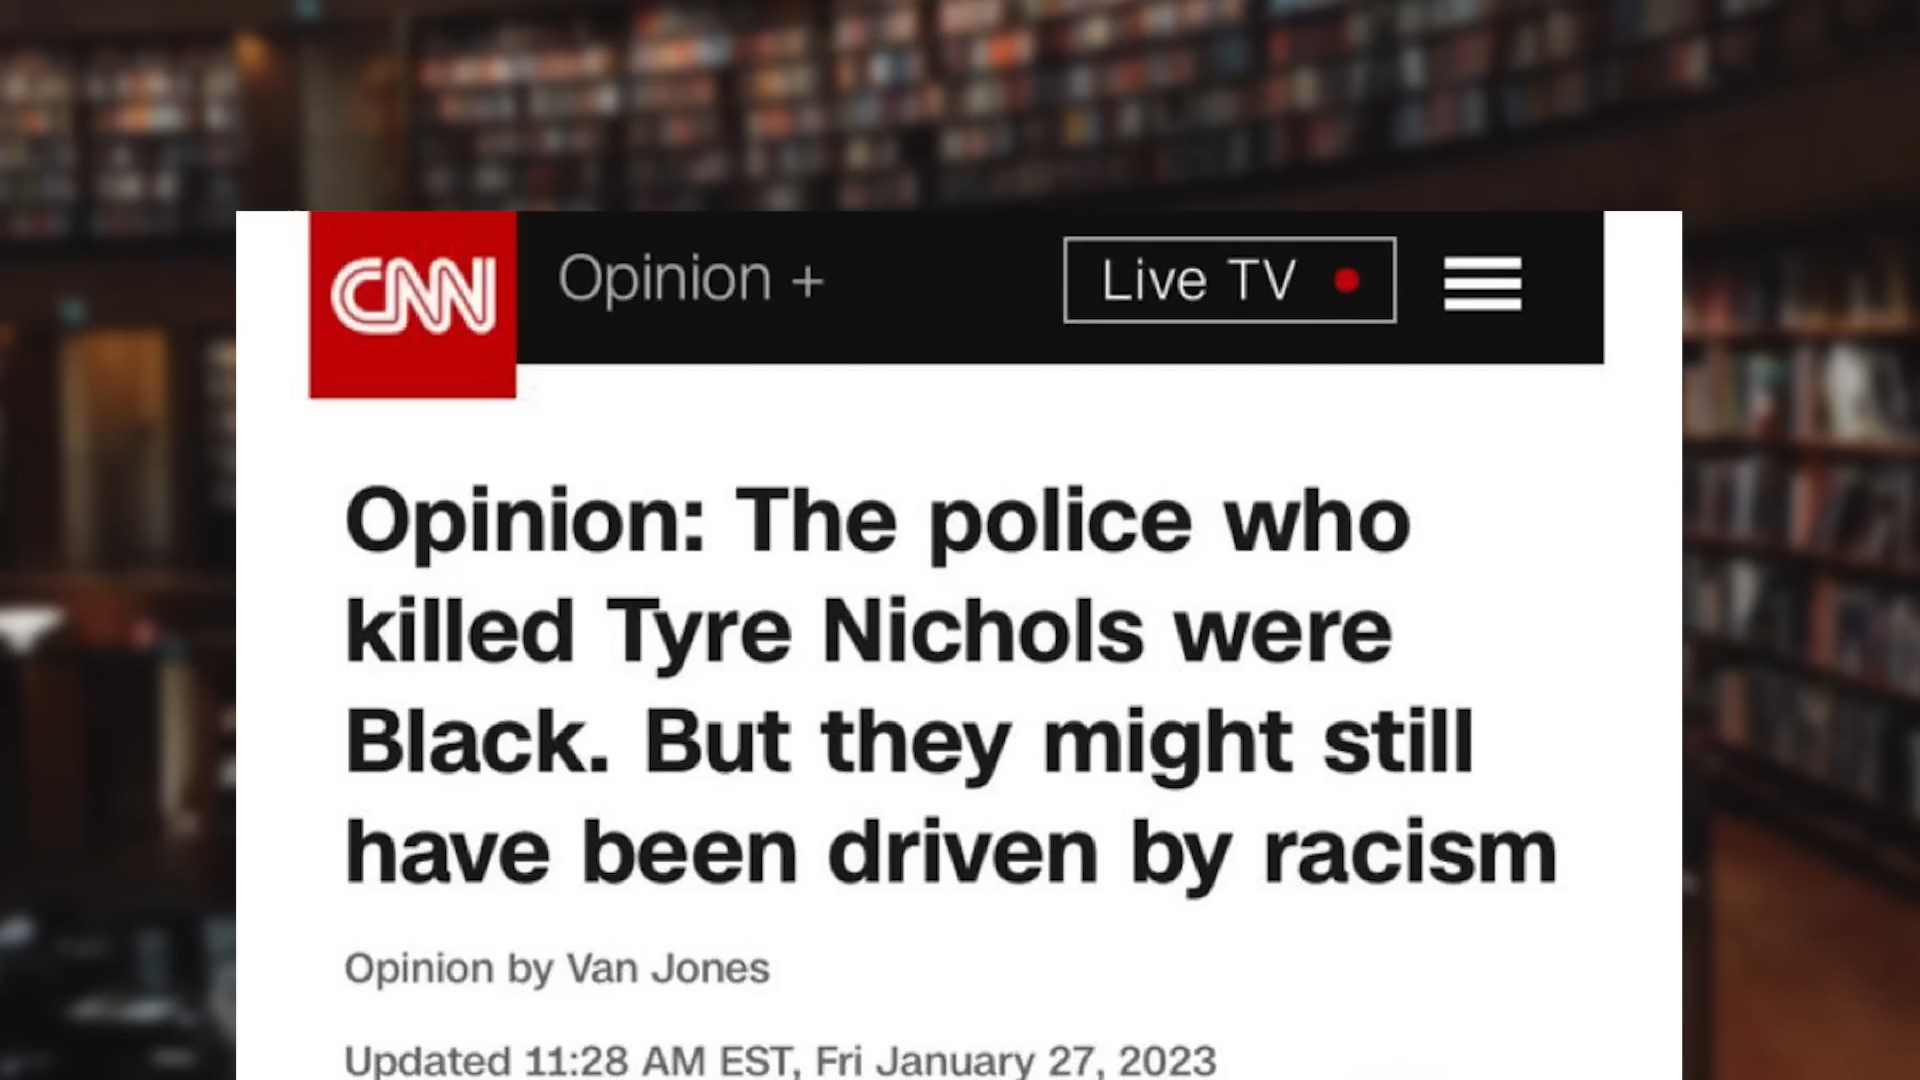 CNN Opinion + Live TV
Opinion: The police who
killed Tyre Nichols were
Black. But they might still
have been driven by racism
Opinion by Van Jones
Updated 11:28 AM EST, Fri January 27, 2023